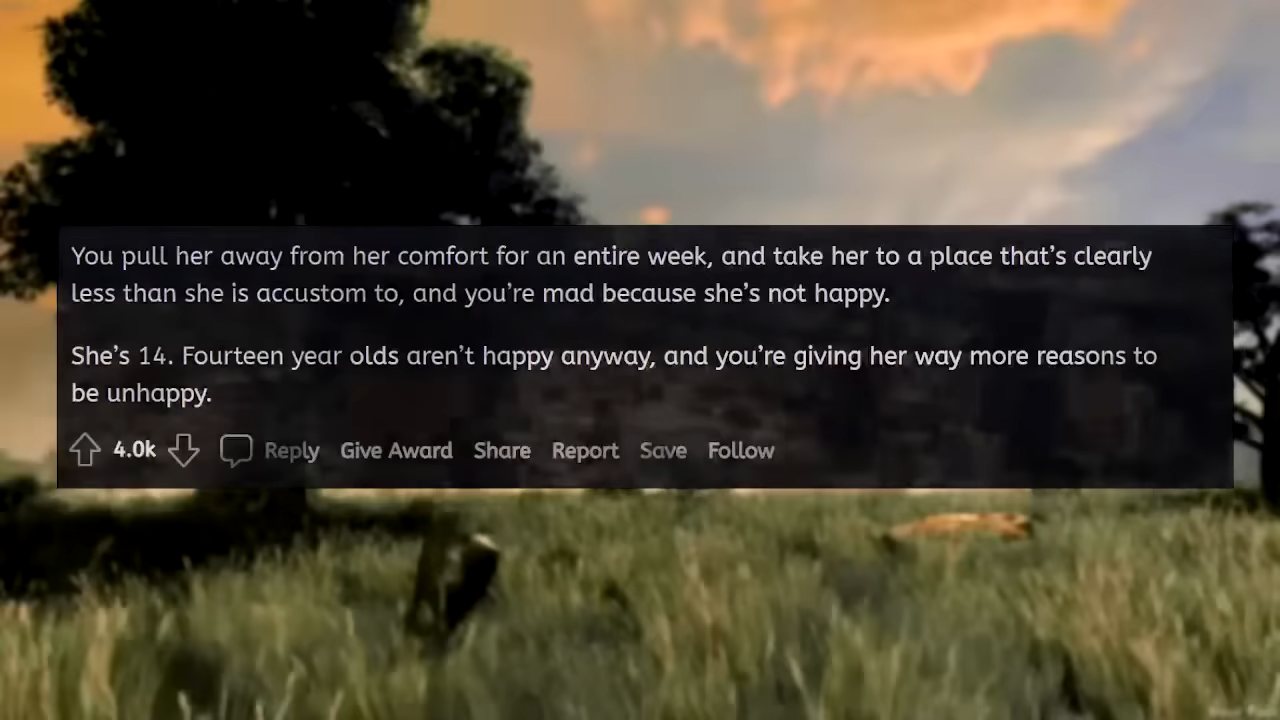 You pull her away from her comfort for an entire week, and take her to a place that’s clearly
less than she is accustom to, and you’re mad because she’s not happy.
She’s 14. Fourteen year olds aren’t happy anyway, and you’re giving her way more reasons to
be unhappy.
4.0k Reply Give Award Share Report Save Follow